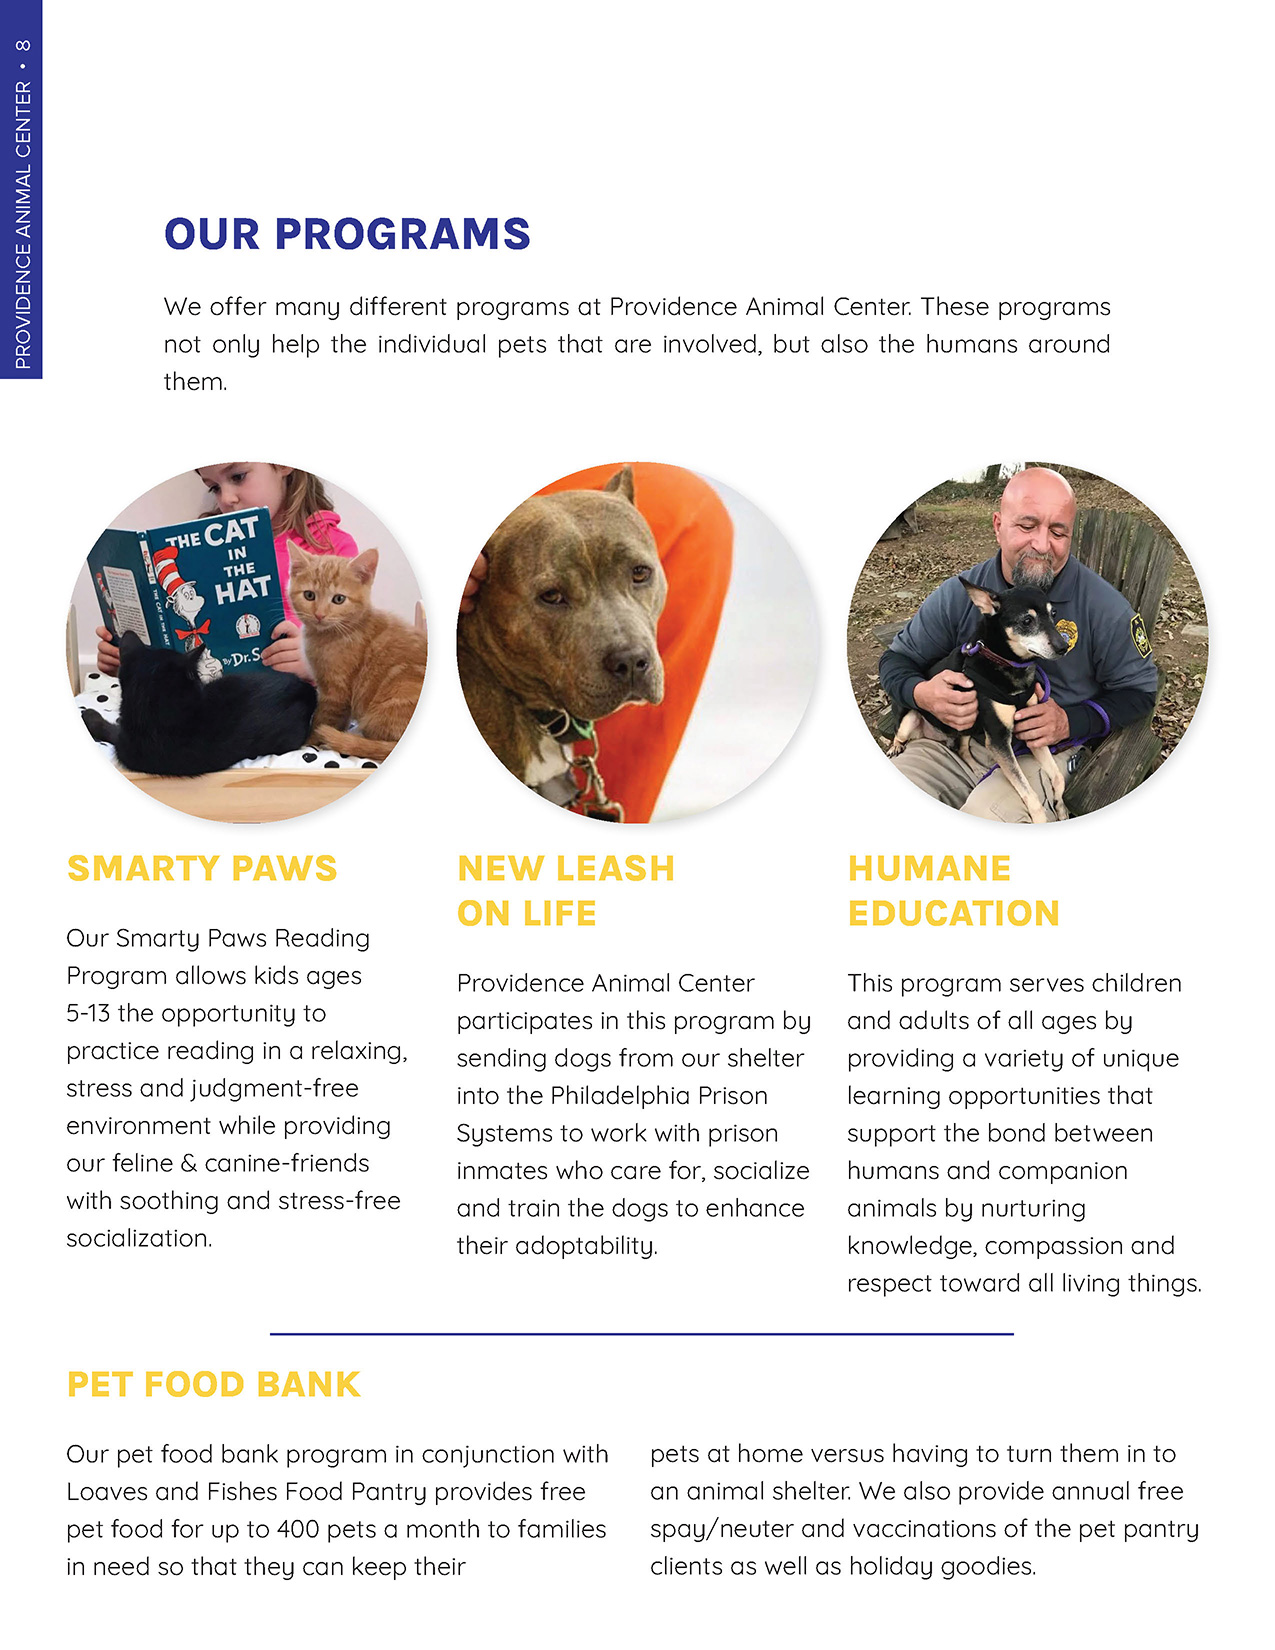 PROVIDENCE ANIMAL CENTER • 8
OUR PROGRAMS
We offer many different programs at Providence Animal Center. These programs
not only help the individual pets that are involved, but also the humans around
them.
THE CAT
IN
THE
HAT
By Dr. S
THE CAT IN THE HAT
SMARTY PAWS
Our Smarty Paws Reading
Program allows kids ages
5-13 the opportunity to
practice reading in a relaxing,
stress and judgment-free
environment while providing
our feline & canine-friends
with soothing and stress-free
socialization.
NEW LEASH
ON LIFE
Providence Animal Center
participates in this program by
sending dogs from our shelter
into the Philadelphia Prison
Systems to work with prison
inmates who care for, socialize
and train the dogs to enhance
their adoptability.
HUMANE
EDUCATION
This program serves children
and adults of all ages by
providing a variety of unique
learning opportunities that
support the bond between
humans and companion
animals by nurturing
knowledge, compassion and
respect toward all living things.
PET FOOD BANK
Our pet food bank program in conjunction with
Loaves and Fishes Food Pantry provides free
pet food for up to 400 pets a month to families
in need so that they can keep their
pets at home versus having to turn them in to
an animal shelter. We also provide annual free
spay/neuter and vaccinations of the pet pantry
clients as well as holiday goodies.